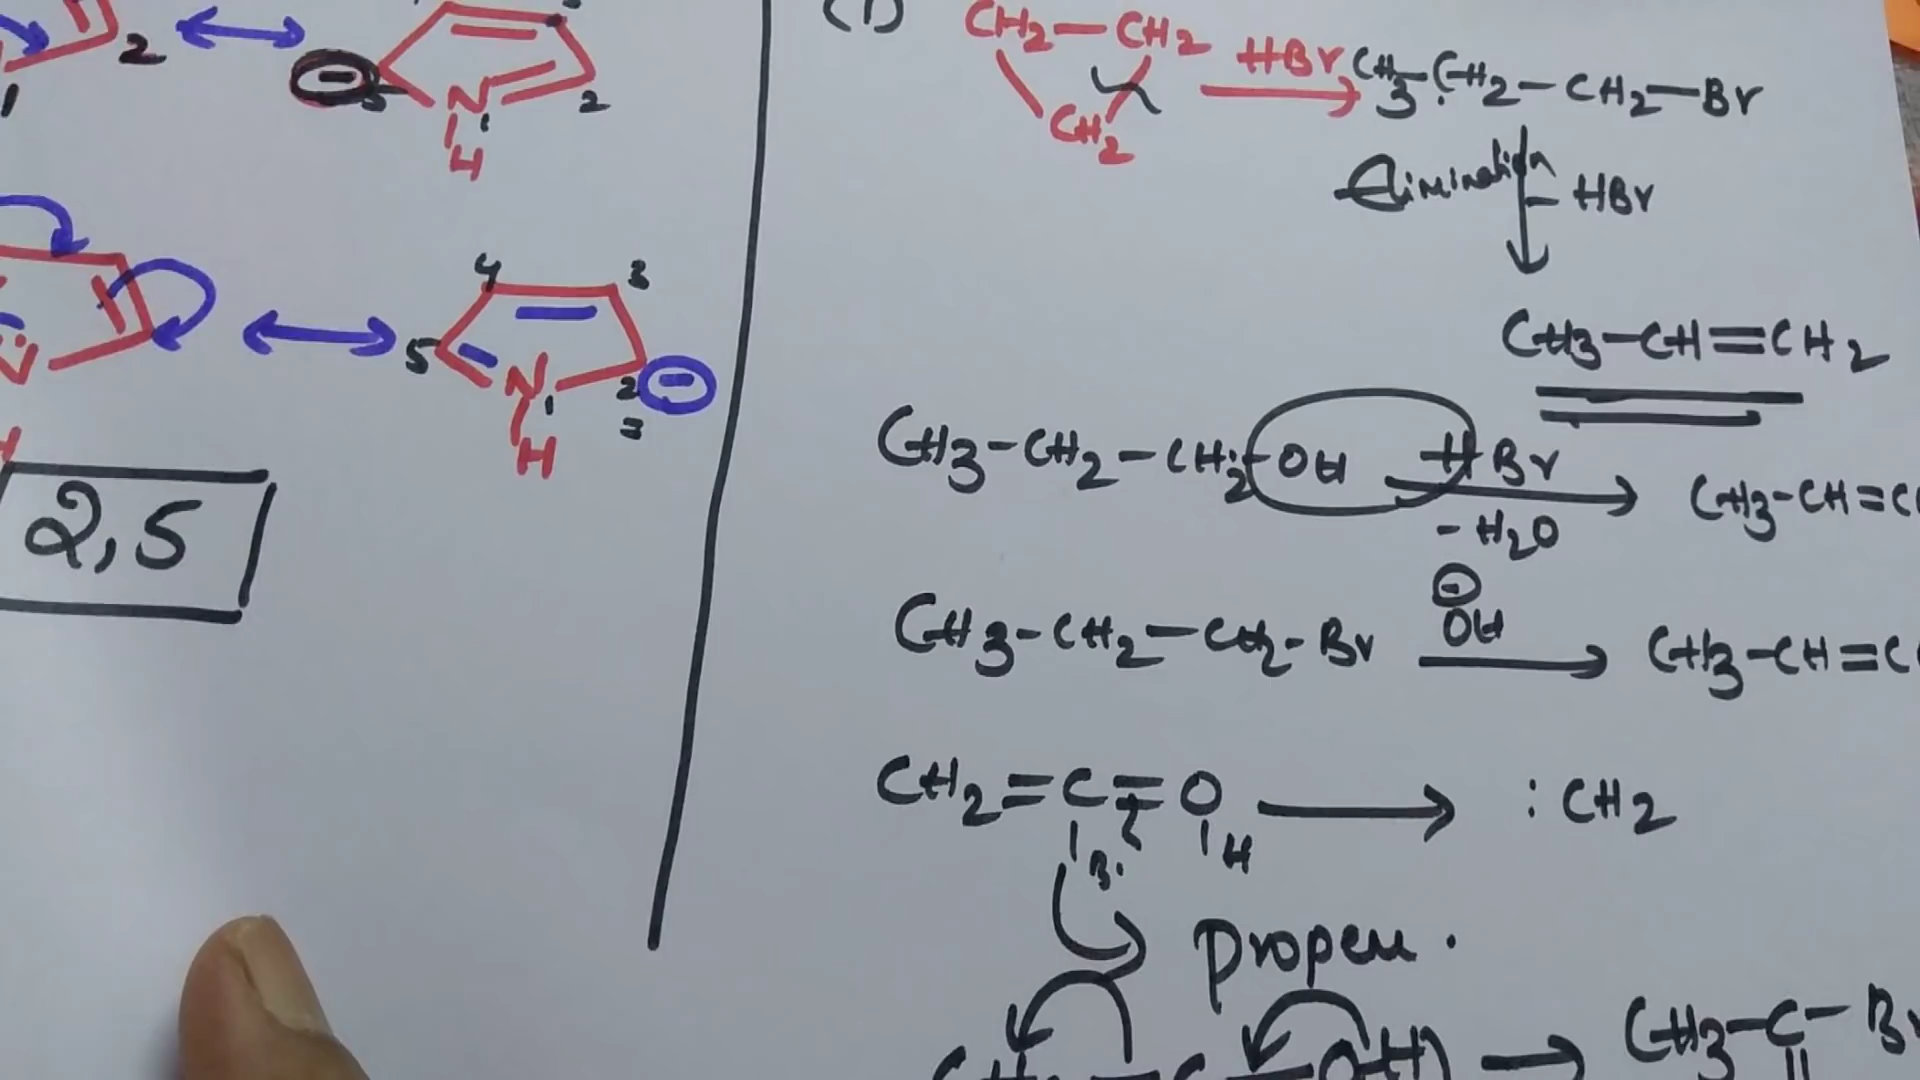 2
1
5
N
1
2
H
4
3
5
N
1
2
=
H
2,5
(1)
CH2-CH2
CH2
HBr
CH3-CH2-CH2-Br
Elimination
- HBr
CH3-CH=CH2
CH3-CH2-CH2-OH
HBr
-H2O
CH3-CH=C
CH3-CH2-CH2-Br
OH
CH3-CH=C
CH2=C=O
H
:CH2
CH3-C-Br